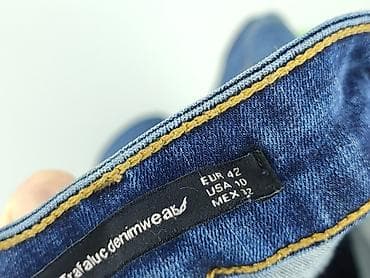 EUR 42
USA 10
MEX 32
Trafaluc denimwear